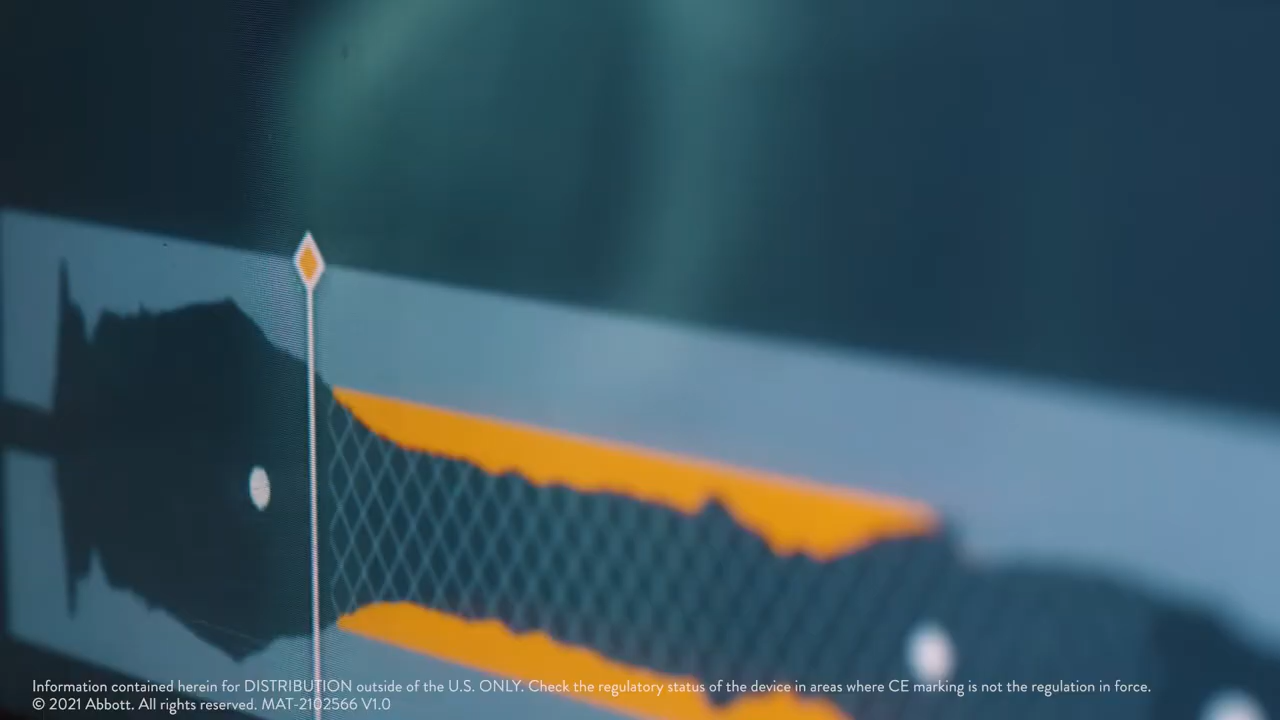 Information contained herein for DISTRIBUTION outside of the U.S. ONLY. Check the regulatory status of the device in areas where CE marking is not the regulation in force.
© 2021 Abbott. All rights reserved. MAT-2102566 V1.0